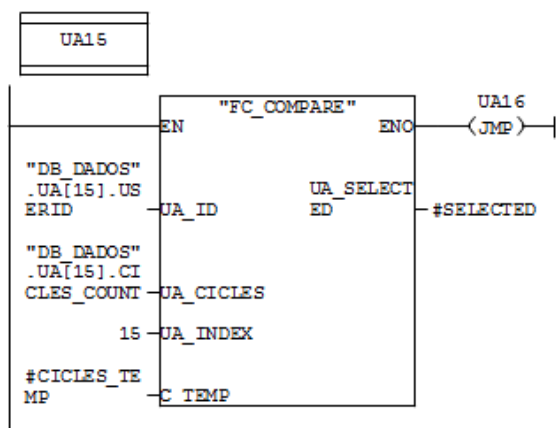 UA15
"FC_COMPARE"
UA16
EN
ENO
(JMP)
"DB_DADOS"
.UA[15].US
ERID
UA_ID
UA_SELECT
ED
#SELECTED
"DB_DADOS"
.UA[15].CI
CLES_COUNT
UA_CICLES
15
UA_INDEX
#CICLES_TE
MP
C_TEMP